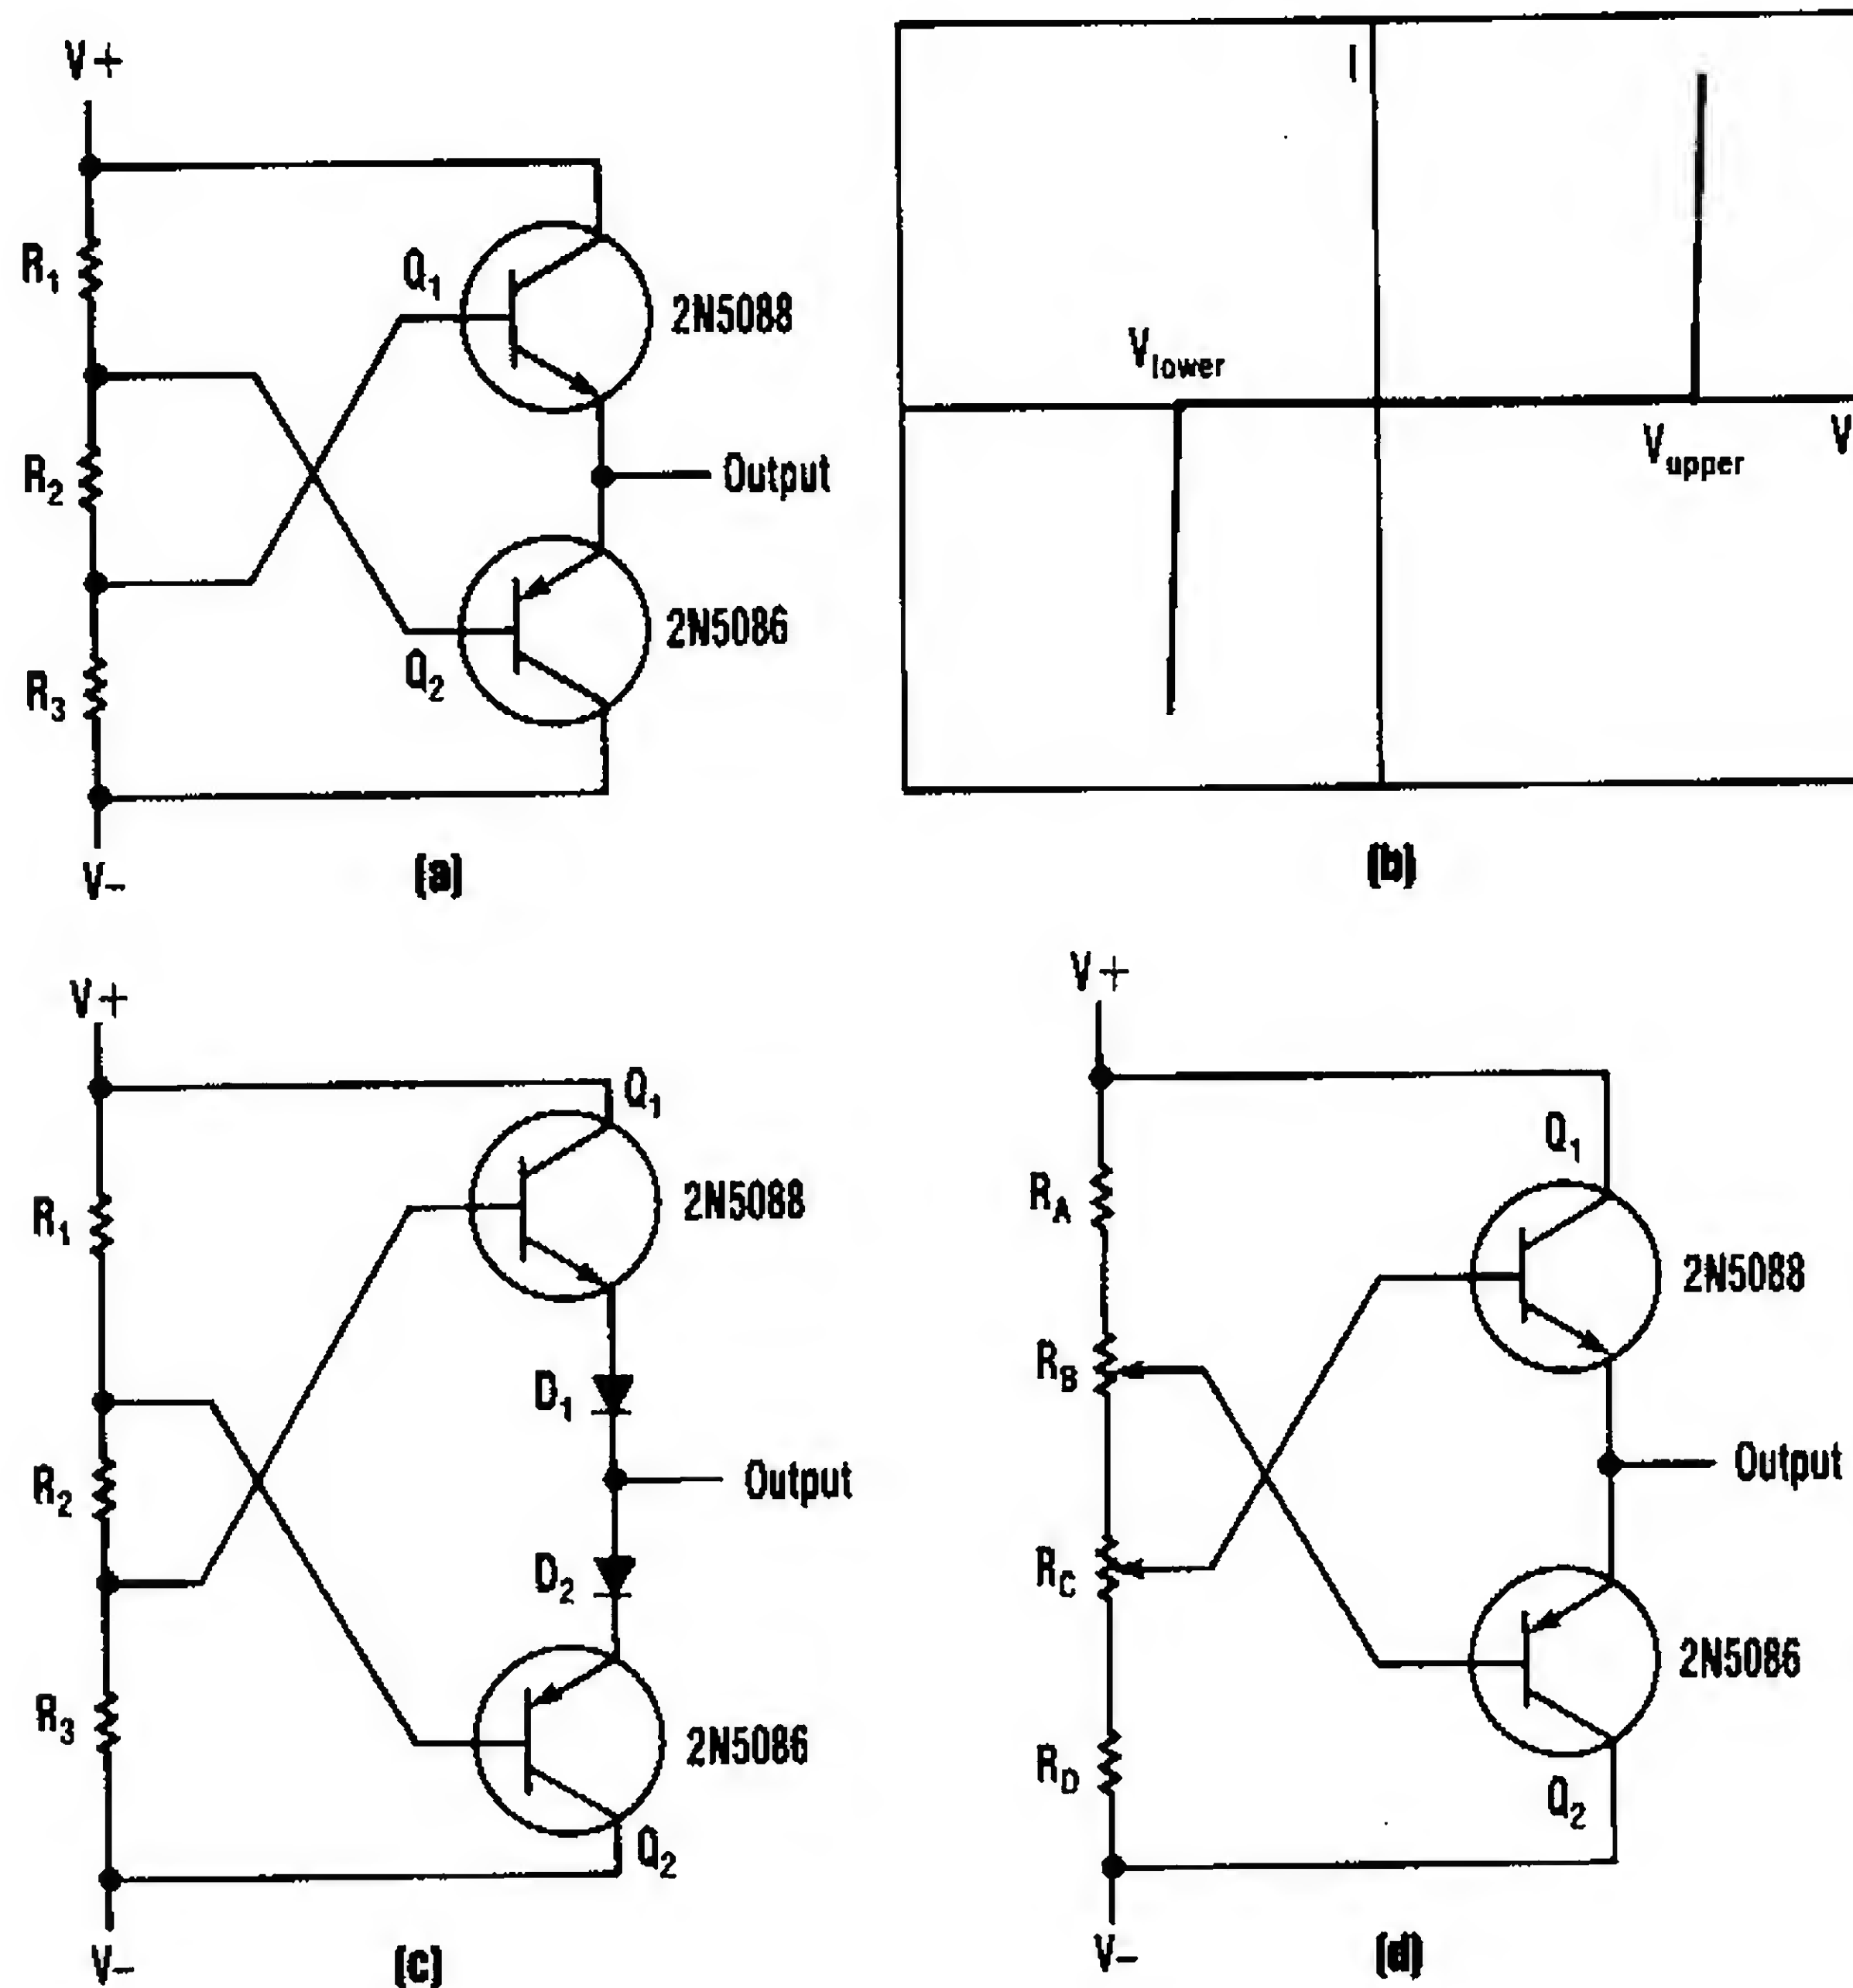 V+
R1
Q1
2N5088
R2
Output
R3
Q2
2N5086
V-
(a)
I
Vlower
Vupper
V
(b)
V+
Q1
2N5088
R1
D1
R2
Output
D2
R3
2N5086
Q2
V-
(c)
V+
Q1
RA
2N5088
RB
Output
RC
2N5086
RD
Q2
V-
(d)